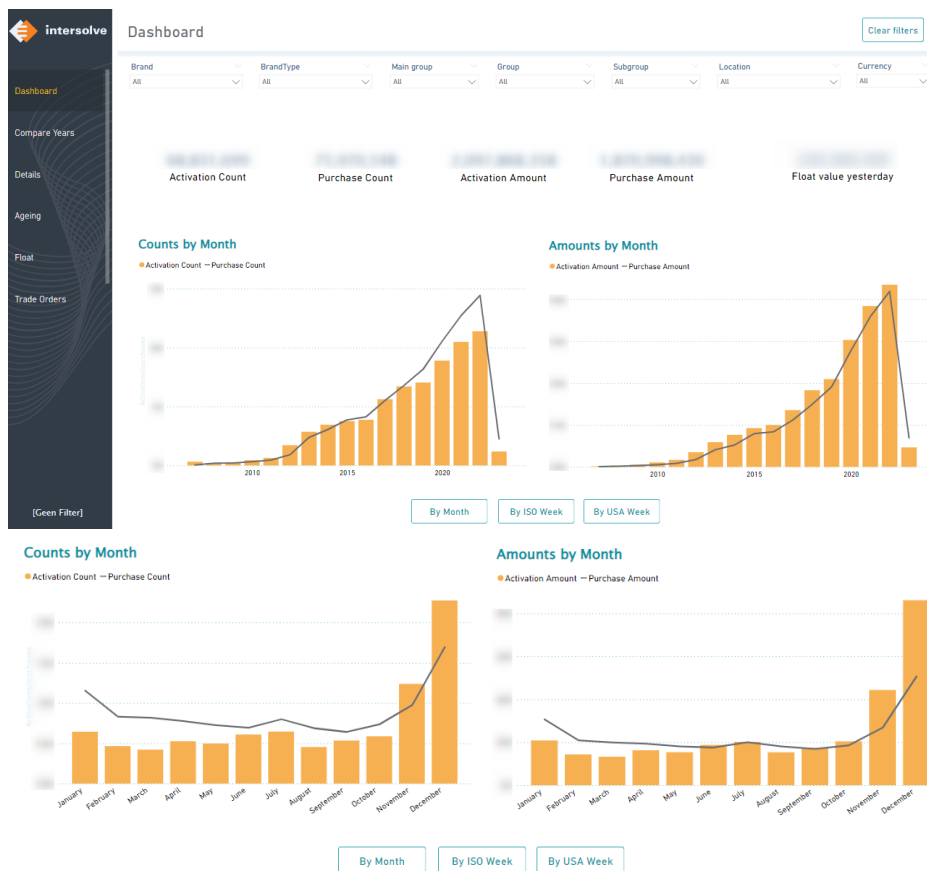 intersolve
Dashboard
Clear filters
Brand
All
BrandType
All
Main group
All
Group
All
Subgroup
All
Location
All
Currency
All
Dashboard
Compare Years
Details
Ageing
Float
Trade Orders
[Geen Filter]
Activation Count
Purchase Count
Activation Amount
Purchase Amount
Float value yesterday
Counts by Month
Activation Count Purchase Count
2010 2015 2020
Amounts by Month
Activation Amount Purchase Amount
2010 2015 2020
By Month
By ISO Week
By USA Week
Counts by Month
Activation Count Purchase Count
January February March April May June July August September October November December
Amounts by Month
Activation Amount Purchase Amount
January February March April May June July August September October November December
By Month
By ISO Week
By USA Week